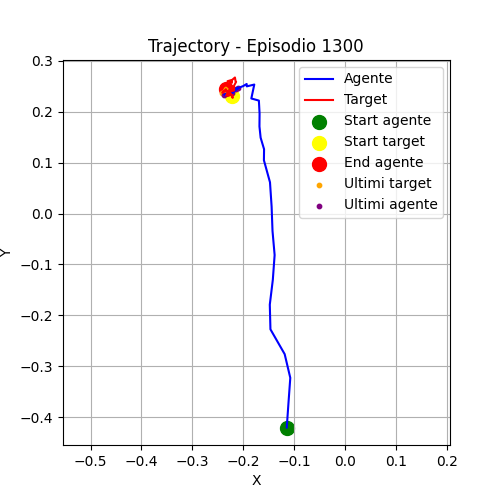 Trajectory - Episodio 1300
Agente
Target
Start agente
Start target
End agente
Ultimi target
Ultimi agente
0.3
0.2
0.1
0.0
−0.1
−0.2
−0.3
−0.4
Y
−0.5
−0.4
−0.3
−0.2
−0.1
0.0
0.1
0.2
X